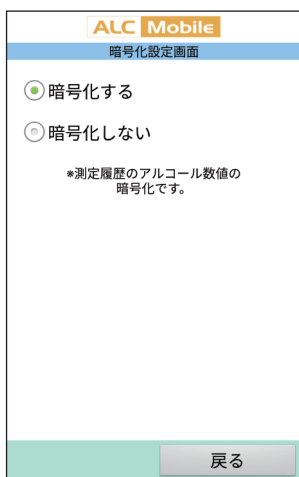 ALC Mobile
暗号化設定画面
暗号化する
暗号化しない
*測定履歴のアルコール数値の
暗号化です。
戻る